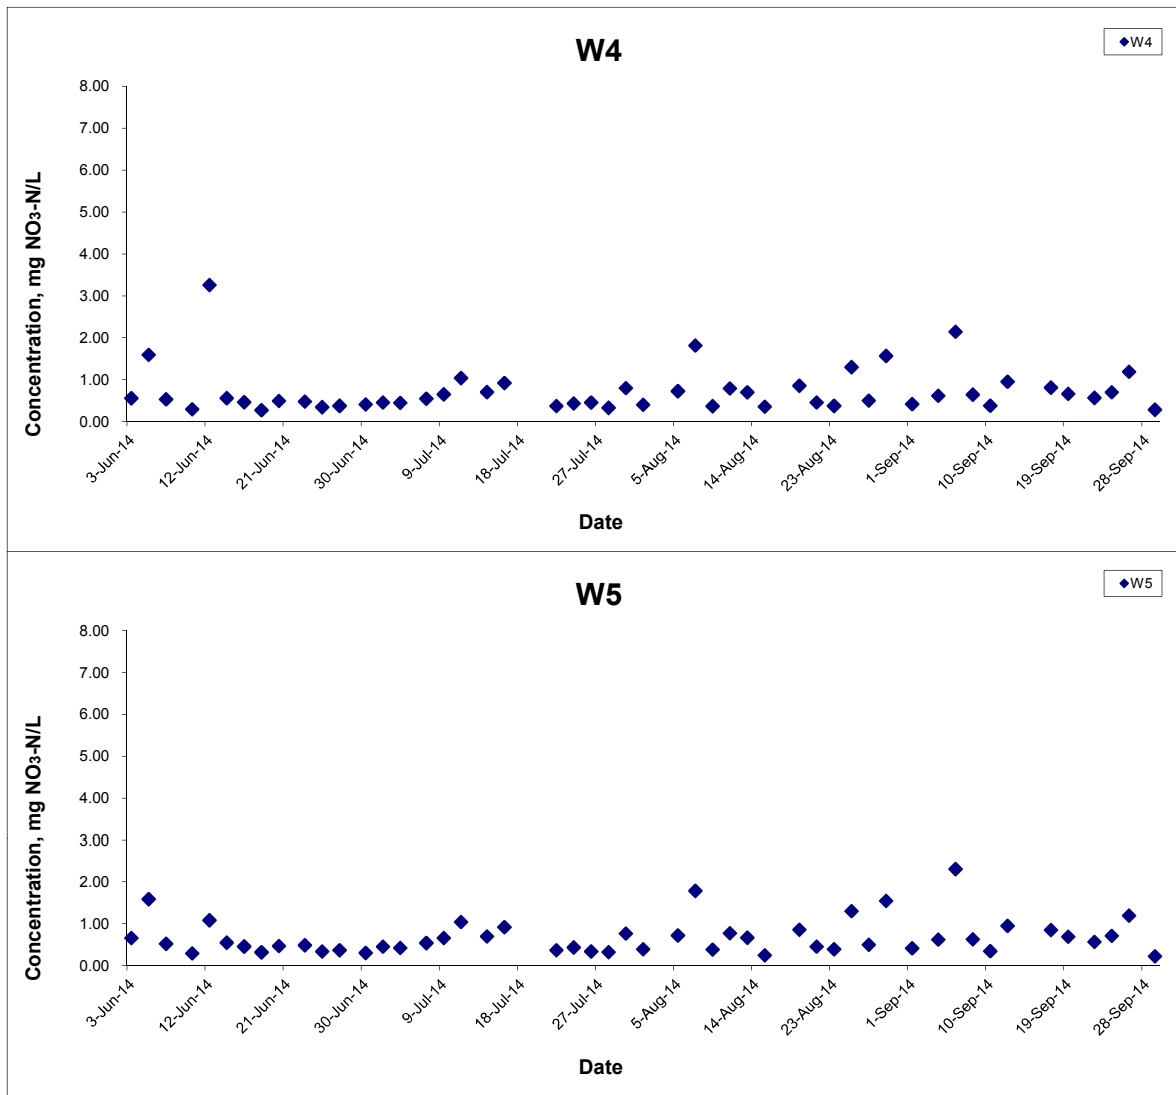 W4
W4
8.00
7.00
6.00
5.00
4.00
3.00
2.00
1.00
0.00
Concentration, mg NO3-N/L
3-Jun-14
12-Jun-14
21-Jun-14
30-Jun-14
9-Jul-14
18-Jul-14
27-Jul-14
5-Aug-14
14-Aug-14
23-Aug-14
1-Sep-14
10-Sep-14
19-Sep-14
28-Sep-14
Date
W5
W5
8.00
7.00
6.00
5.00
4.00
3.00
2.00
1.00
0.00
Concentration, mg NO3-N/L
3-Jun-14
12-Jun-14
21-Jun-14
30-Jun-14
9-Jul-14
18-Jul-14
27-Jul-14
5-Aug-14
14-Aug-14
23-Aug-14
1-Sep-14
10-Sep-14
19-Sep-14
28-Sep-14
Date